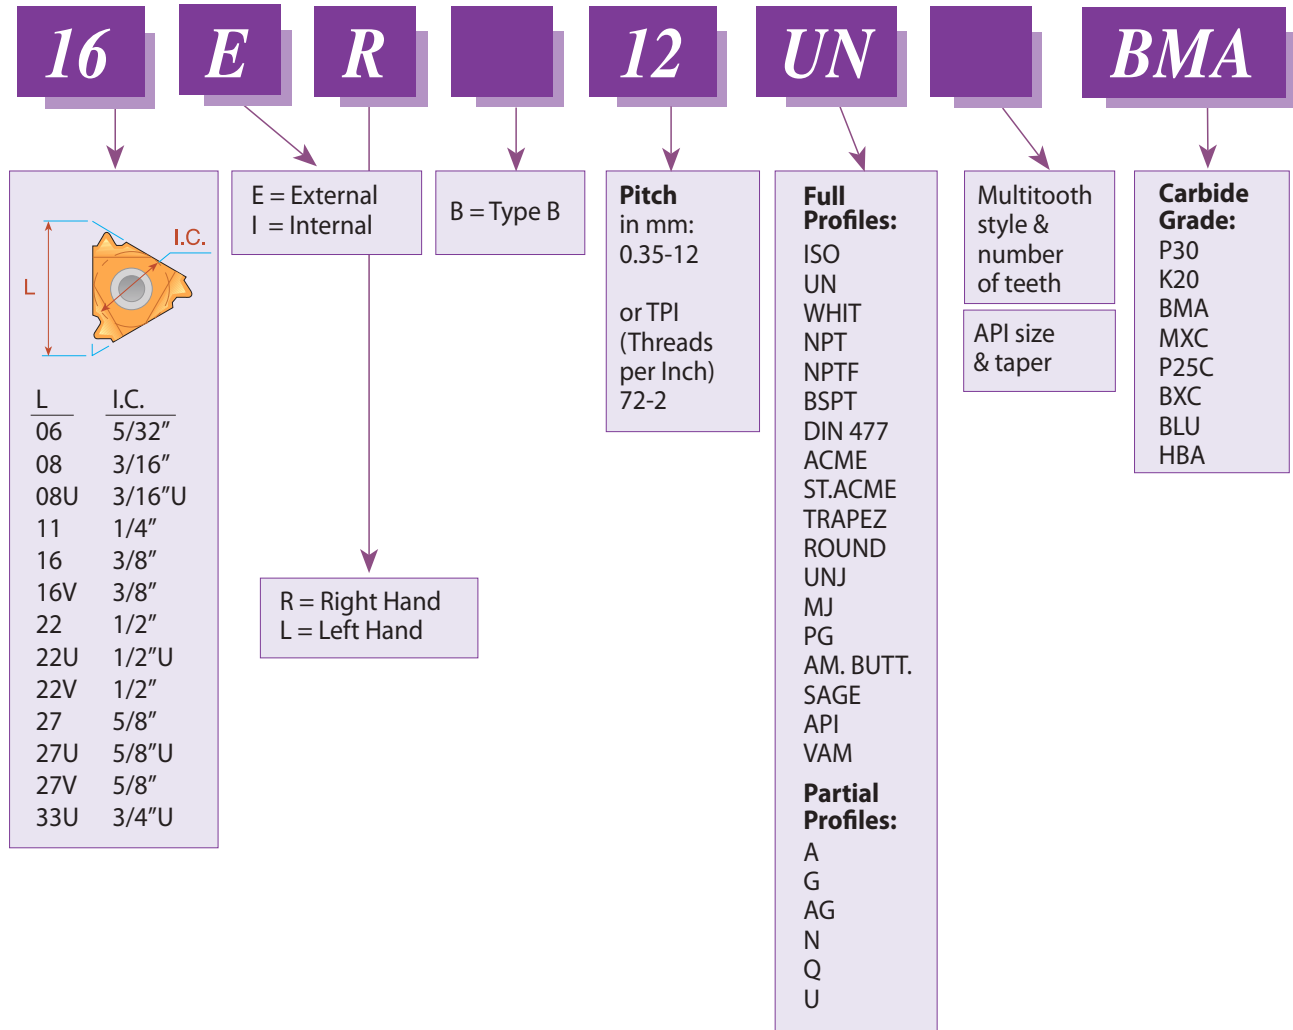 16 E R 12 UN BMA
I.C.
L
L I.C.
06 5/32”
08 3/16”
08U 3/16”U
11 1/4”
16 3/8”
16V 3/8”
22 1/2”
22U 1/2”U
22V 1/2”
27 5/8”
27U 5/8”U
27V 5/8”
33U 3/4”U
E = External
I = Internal
R = Right Hand
L = Left Hand
B = Type B
Pitch
in mm:
0.35-12
or TPI
(Threads
per Inch)
72-2
Full
Profiles:
ISO
UN
WHIT
NPT
NPTF
BSPT
DIN 477
ACME
ST.ACME
TRAPEZ
ROUND
UNJ
MJ
PG
AM. BUTT.
SAGE
API
VAM
Partial
Profiles:
A
G
AG
N
Q
U
Multitooth
style &
number
of teeth
API size
& taper
Carbide
Grade:
P30
K20
BMA
MXC
P25C
BXC
BLU
HBA